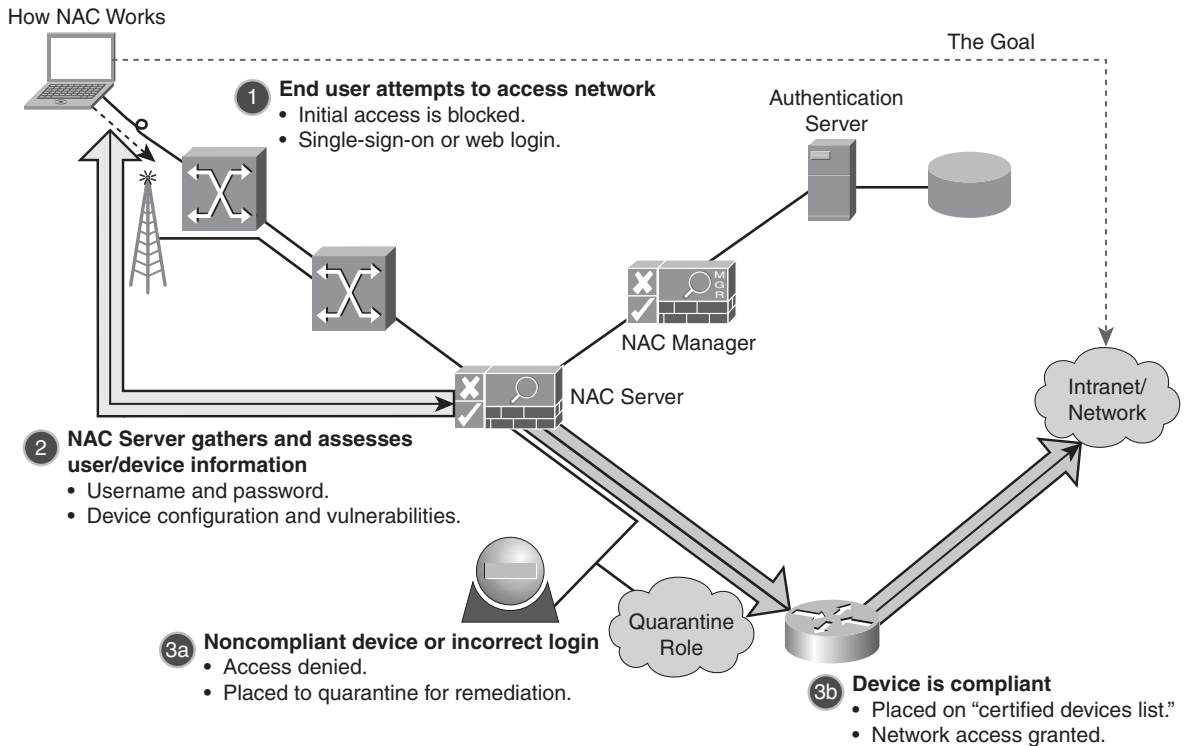 How NAC Works
The Goal
1
End user attempts to access network
• Initial access is blocked.
• Single-sign-on or web login.
Authentication
Server
MGR
NAC Manager
NAC Server
Intranet/
Network
2
NAC Server gathers and assesses
user/device information
• Username and password.
• Device configuration and vulnerabilities.
3a
Noncompliant device or incorrect login
• Access denied.
• Placed to quarantine for remediation.
Quarantine
Role
3b
Device is compliant
• Placed on “certified devices list.”
• Network access granted.